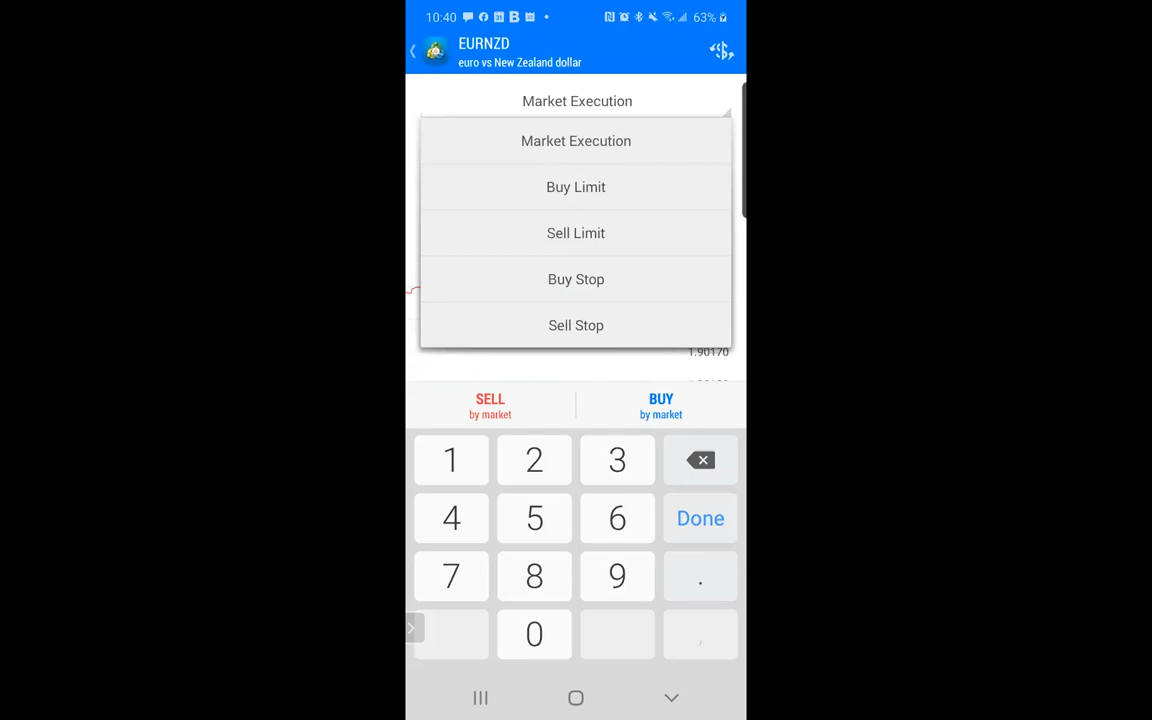 10:40 31 B N 63%
EURNZD
euro vs New Zealand dollar
Market Execution
Market Execution
Buy Limit
Sell Limit
Buy Stop
Sell Stop
1.90170
SELL BUY
by market by market
1 2 3
4 5 6 Done
7 8 9 .
0 ,